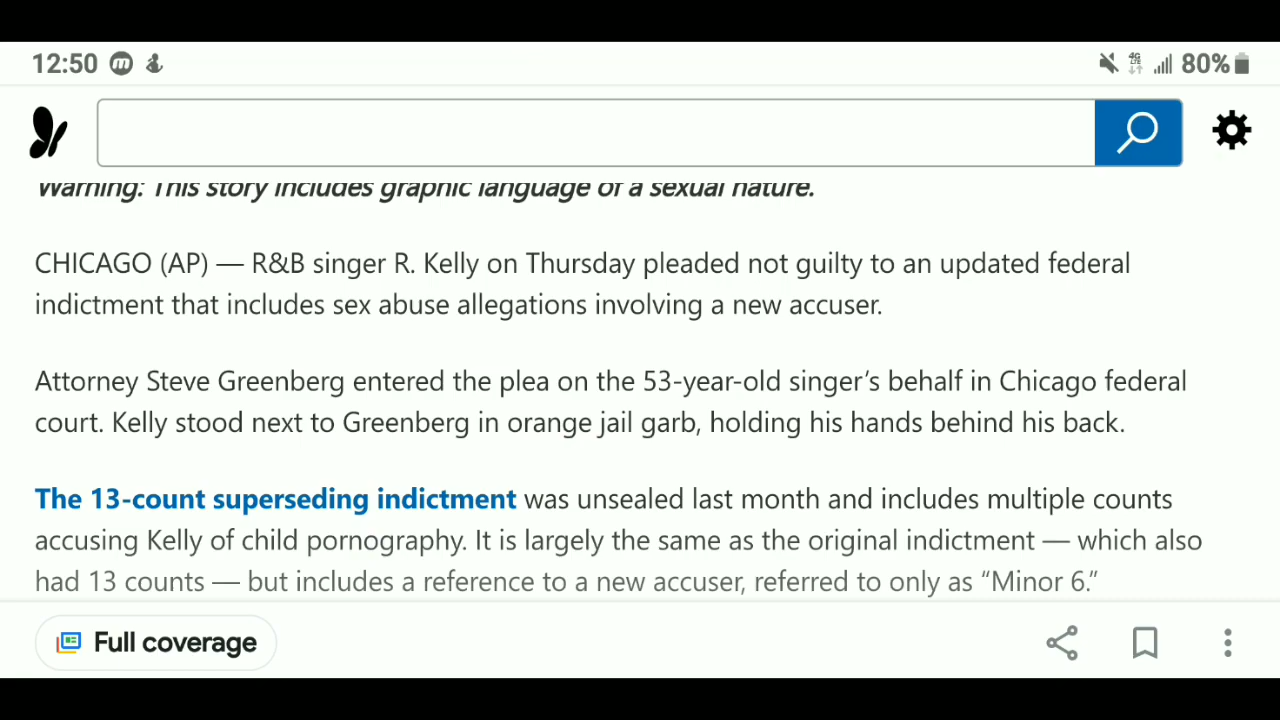 12:50
4G
LTE
80%
Warning: This story includes graphic language of a sexual nature.
CHICAGO (AP) — R&B singer R. Kelly on Thursday pleaded not guilty to an updated federal
indictment that includes sex abuse allegations involving a new accuser.
Attorney Steve Greenberg entered the plea on the 53-year-old singer’s behalf in Chicago federal
court. Kelly stood next to Greenberg in orange jail garb, holding his hands behind his back.
The 13-count superseding indictment was unsealed last month and includes multiple counts
accusing Kelly of child pornography. It is largely the same as the original indictment — which also
had 13 counts — but includes a reference to a new accuser, referred to only as “Minor 6.”
Full coverage